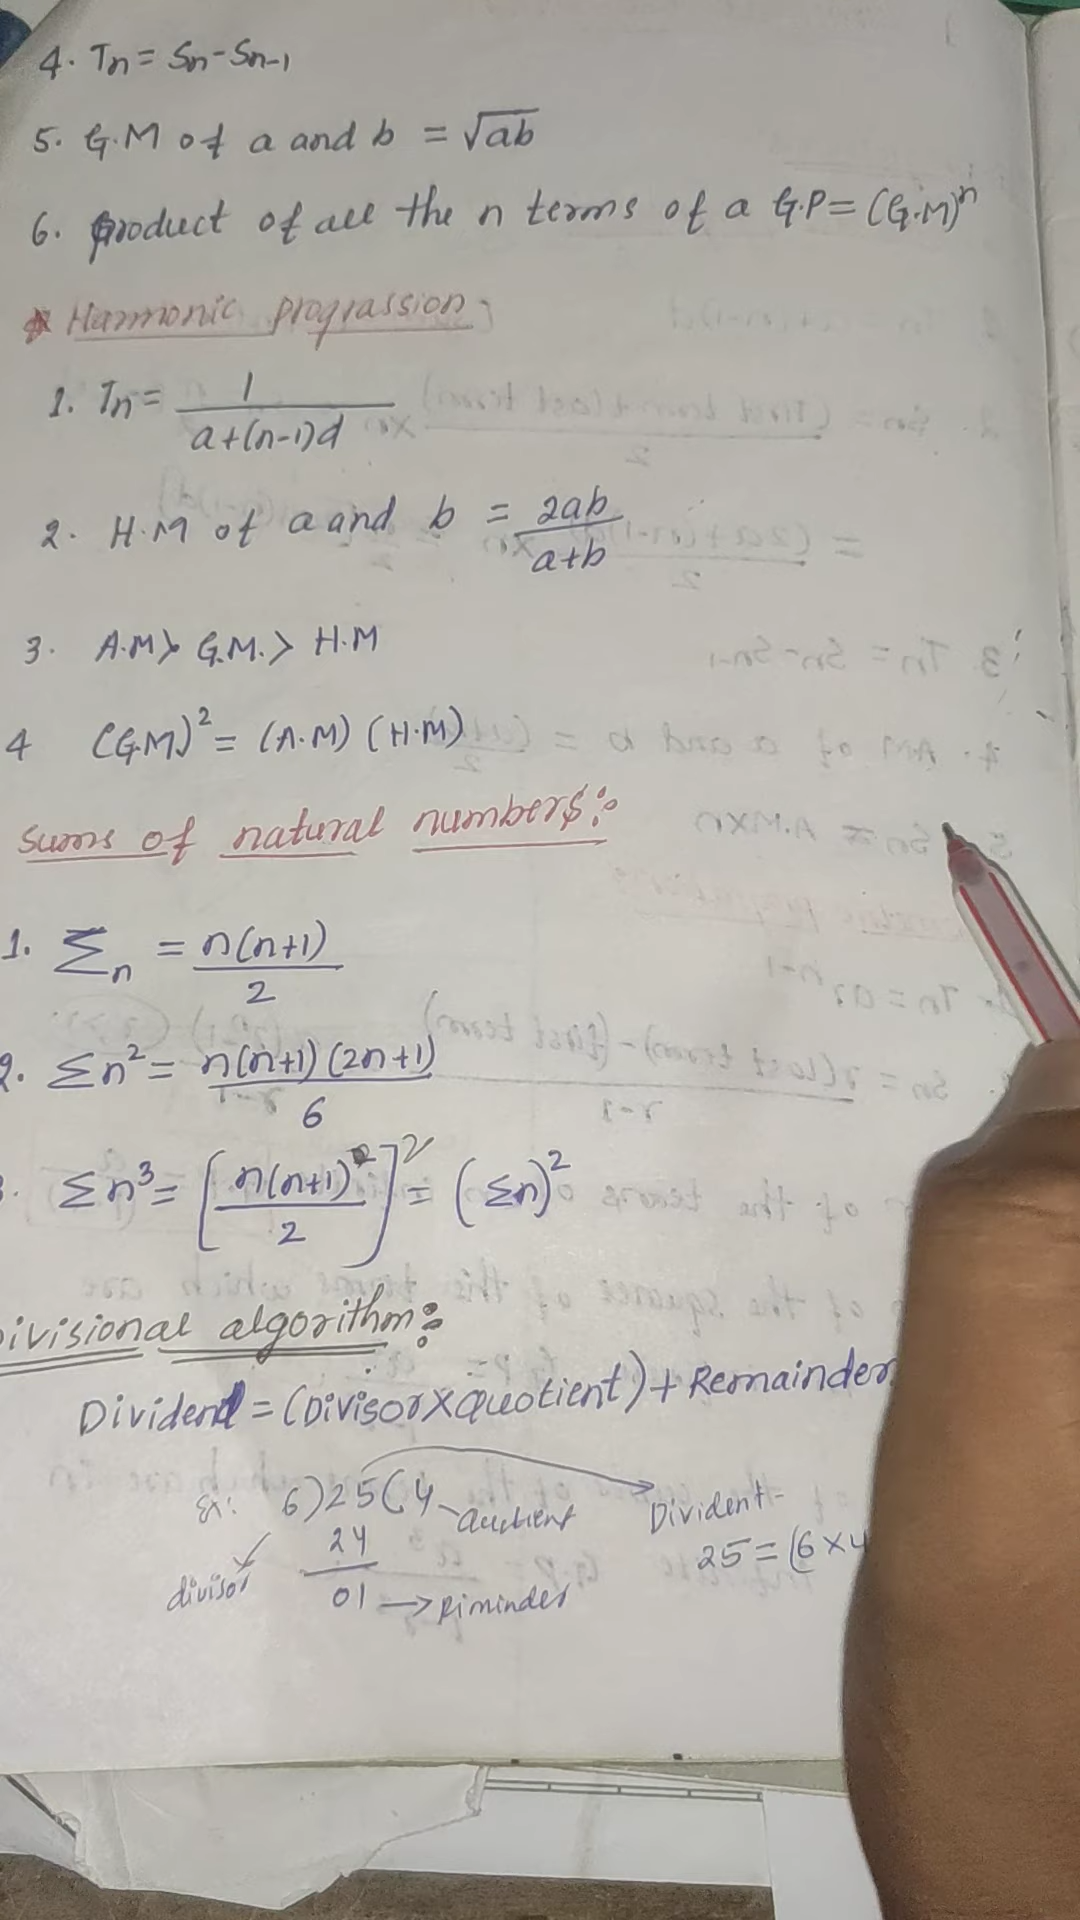 4. Tn = Sn-Sn-1
5. G.M of a and b = √ab
6. product of all the n terms of a G.P = (G.M)^n
* Harmonic prograssion:
1. Tn = 1/(a+(n-1)d)
2. H.M of a and b = 2ab/(a+b)
3. A.M > G.M. > H.M
4 (G.M)² = (A.M) (H.M)
Sums of natural numbers:
1. Σn = n(n+1)/2
2. Σn² = n(n+1)(2n+1)/6
3. Σn³ = [n(n+1)/2]² = (Σn)²
ivisional algorithm:
Dividend = (Divisor×quotient) + Remainder
Ex: 6)25(4 Divident-
24 25 = (6×4
divisor 01 → Riminder